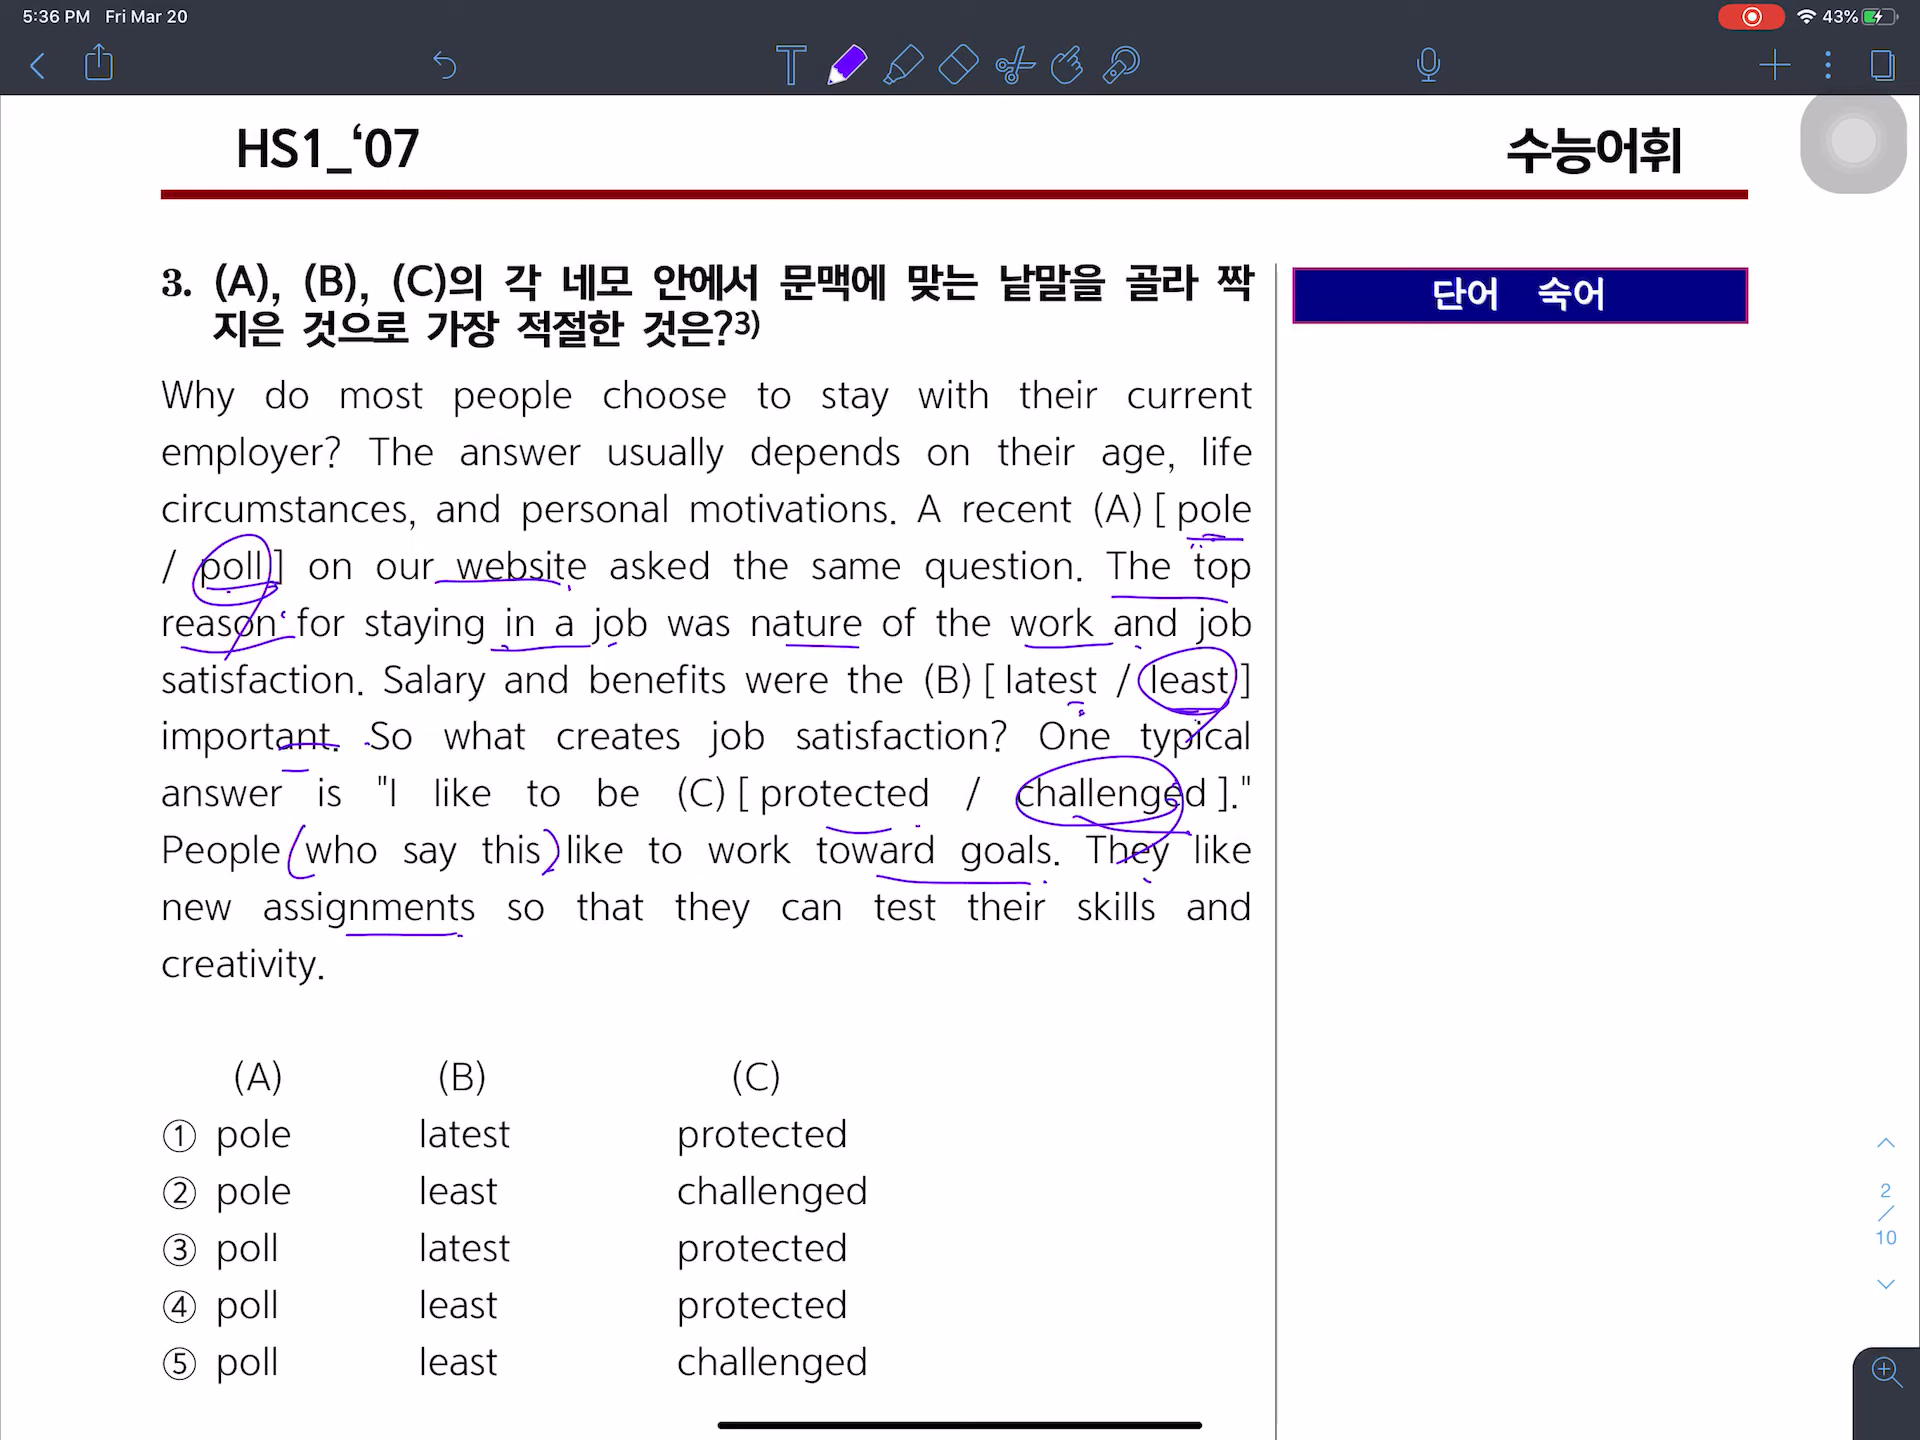 5:36 PM Fri Mar 20
43%
HS1_‘07
수능어휘
3. (A), (B), (C)의 각 네모 안에서 문맥에 맞는 낱말을 골라 짝
지은 것으로 가장 적절한 것은?3)
단어 숙어
Why do most people choose to stay with their current
employer? The answer usually depends on their age, life
circumstances, and personal motivations. A recent (A) [ pole
/ poll ] on our website asked the same question. The top
reason for staying in a job was nature of the work and job
satisfaction. Salary and benefits were the (B) [ latest / least ]
important. So what creates job satisfaction? One typical
answer is "I like to be (C) [ protected / challenged ]."
People who say this like to work toward goals. They like
new assignments so that they can test their skills and
creativity.
(A) (B) (C)
① pole latest protected
② pole least challenged
③ poll latest protected
④ poll least protected
⑤ poll least challenged
2
/
10